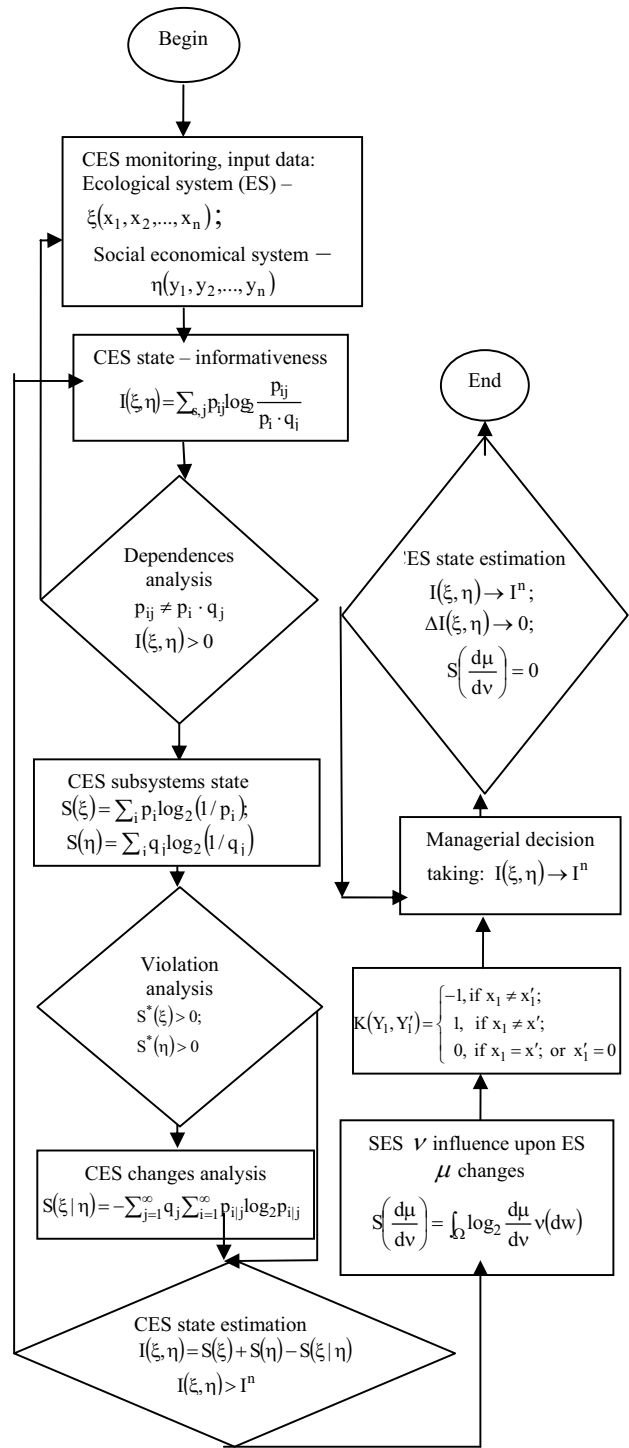 Begin
CES monitoring, input data:
Ecological system (ES) –
ξ(x₁, x₂,..., xₙ);
Social economical system –
η(y₁, y₂,..., yₙ)
CES state – informativeness
I(ξ,η)=∑ₛ,ⱼ pᵢⱼ log₂ pᵢⱼ / (pᵢ · qⱼ)
Dependences
analysis
pᵢⱼ ≠ pᵢ · qⱼ
I(ξ,η) > 0
CES subsystems state
S(ξ)=∑ᵢ pᵢ log₂(1/pᵢ);
S(η)=∑ᵢ qⱼ log₂(1/qⱼ)
Violation
analysis
S*(ξ) > 0;
S*(η) > 0
CES changes analysis
S(ξ | η)=−∑_{j=1}^{∞} qⱼ ∑_{i=1}^{∞} p_{i|j} log₂ p_{i|j}
CES state estimation
I(ξ,η)=S(ξ)+S(η)−S(ξ | η)
I(ξ,η) > Iⁿ
SES ν influence upon ES
μ changes
S(dμ/dν) = ∫_Ω log₂ dμ/dν ν(dw)
K(Y₁,Y₁′)= { −1, if x₁ ≠ x₁′;
1, if x₁ ≠ x′;
0, if x₁ = x′; or x₁′ = 0
Managerial decision
taking: I(ξ,η) → Iⁿ
ES state estimation
I(ξ,η) → Iⁿ;
ΔI(ξ,η) → 0;
S(dμ/dν) = 0
End